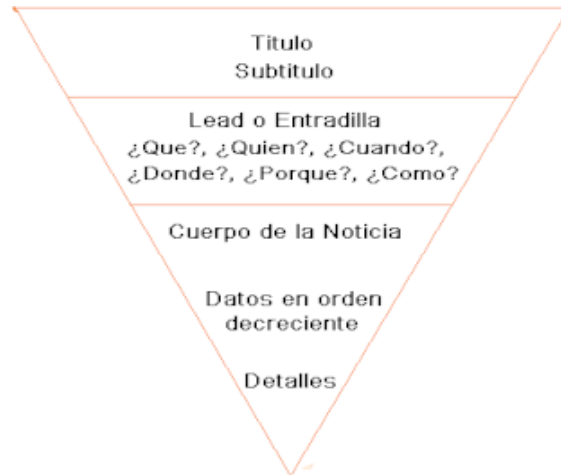 Titulo
Subtitulo
Lead o Entradilla
¿Que?, ¿Quien?, ¿Cuando?,
¿Donde?, ¿Porque?, ¿Como?
Cuerpo de la Noticia
Datos en orden
decreciente
Detalles